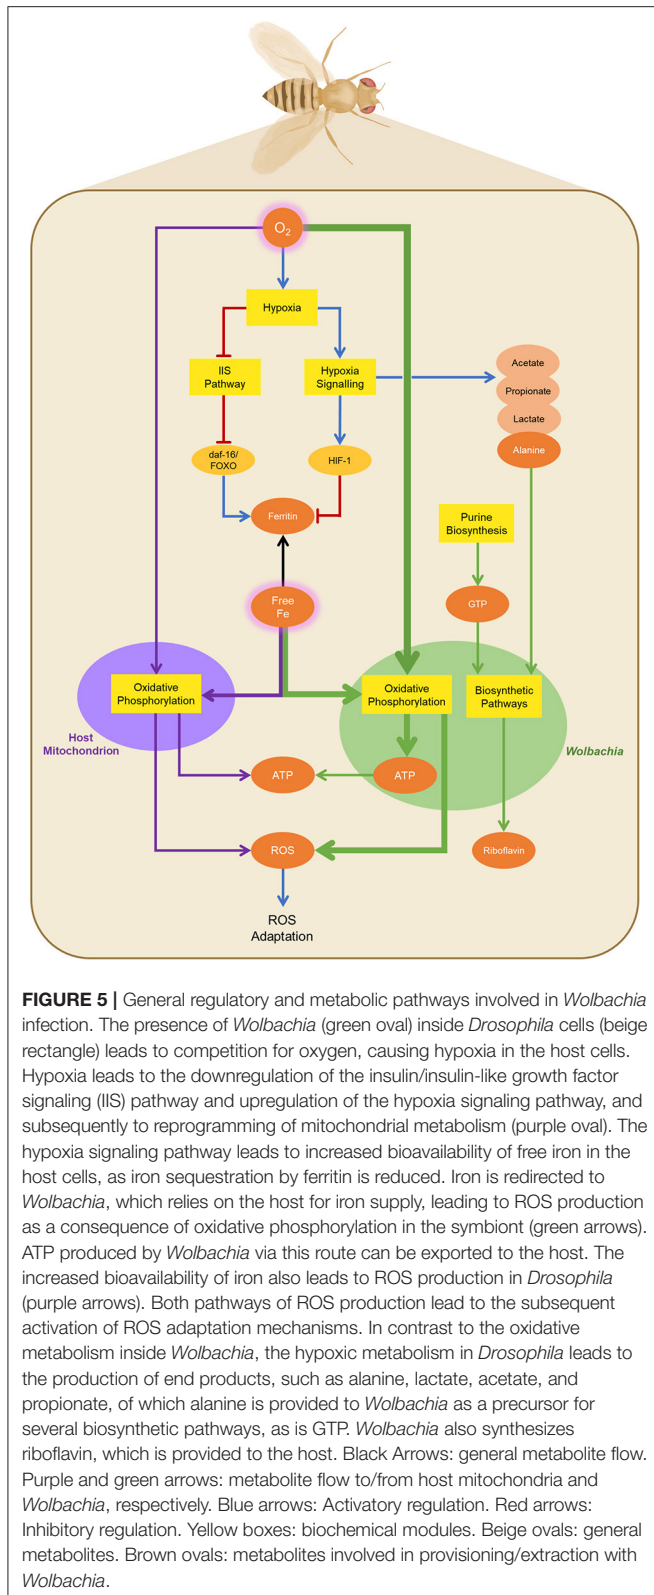 O2
Hypoxia
IIS
Pathway
Hypoxia
Signalling
Acetate
Propionate
Lactate
Alanine
daf-16/
FOXO
HIF-1
Ferritin
Purine
Biosynthesis
Free
Fe
GTP
Oxidative
Phosphorylation
Oxidative
Phosphorylation
Biosynthetic
Pathways
Host
Mitochondrion
Wolbachia
ATP
ATP
ROS
Riboflavin
ROS
Adaptation
FIGURE 5 | General regulatory and metabolic pathways involved in Wolbachia
infection. The presence of Wolbachia (green oval) inside Drosophila cells (beige
rectangle) leads to competition for oxygen, causing hypoxia in the host cells.
Hypoxia leads to the downregulation of the insulin/insulin-like growth factor
signaling (IIS) pathway and upregulation of the hypoxia signaling pathway, and
subsequently to reprogramming of mitochondrial metabolism (purple oval). The
hypoxia signaling pathway leads to increased bioavailability of free iron in the
host cells, as iron sequestration by ferritin is reduced. Iron is redirected to
Wolbachia, which relies on the host for iron supply, leading to ROS production
as a consequence of oxidative phosphorylation in the symbiont (green arrows).
ATP produced by Wolbachia via this route can be exported to the host. The
increased bioavailability of iron also leads to ROS production in Drosophila
(purple arrows). Both pathways of ROS production lead to the subsequent
activation of ROS adaptation mechanisms. In contrast to the oxidative
metabolism inside Wolbachia, the hypoxic metabolism in Drosophila leads to
the production of end products, such as alanine, lactate, acetate, and
propionate, of which alanine is provided to Wolbachia as a precursor for
several biosynthetic pathways, as is GTP. Wolbachia also synthesizes
riboflavin, which is provided to the host. Black Arrows: general metabolite flow.
Purple and green arrows: metabolite flow to/from host mitochondria and
Wolbachia, respectively. Blue arrows: Activatory regulation. Red arrows:
Inhibitory regulation. Yellow boxes: biochemical modules. Beige ovals: general
metabolites. Brown ovals: metabolites involved in provisioning/extraction with
Wolbachia.